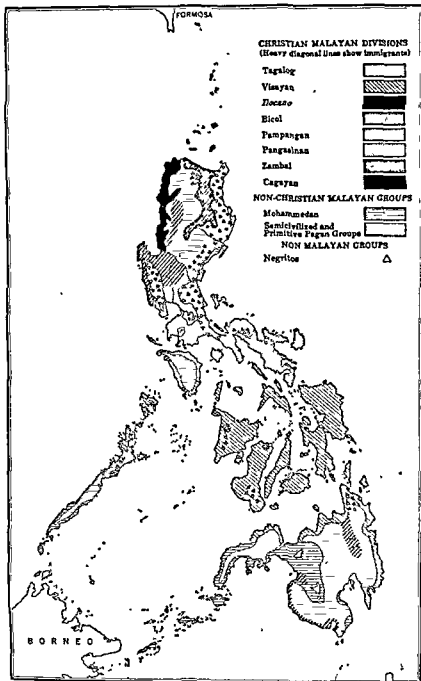 FORMOSA
CHRISTIAN MALAYAN DIVISIONS
(Heavy diagonal lines show immigrants)
Tagalog
Visayan
Ilocano
Bicol
Pampangan
Pangasinan
Zambal
Cagayan
NON-CHRISTIAN MALAYAN GROUPS
Mohammedan
Semicivilized and
Primitive Pagan Groups
NON MALAYAN GROUPS
Negritos
BORNEO